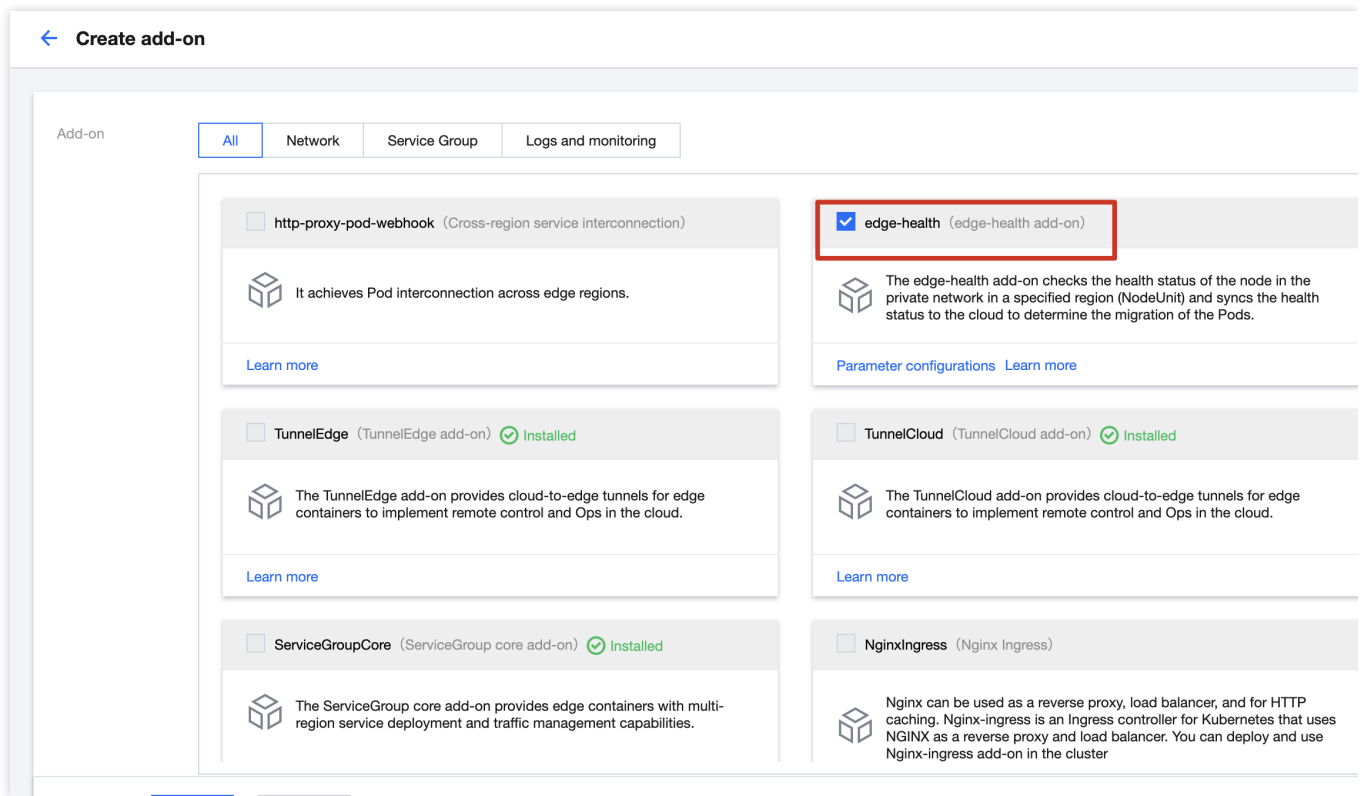 Create add-on
Add-on
All
Network
Service Group
Logs and monitoring
http-proxy-pod-webhook (Cross-region service interconnection)
It achieves Pod interconnection across edge regions.
Learn more
edge-health (edge-health add-on)
The edge-health add-on checks the health status of the node in the
private network in a specified region (NodeUnit) and syncs the health
status to the cloud to determine the migration of the Pods.
Parameter configurations Learn more
TunnelEdge (TunnelEdge add-on) Installed
The TunnelEdge add-on provides cloud-to-edge tunnels for edge
containers to implement remote control and Ops in the cloud.
Learn more
TunnelCloud (TunnelCloud add-on) Installed
The TunnelCloud add-on provides cloud-to-edge tunnels for edge
containers to implement remote control and Ops in the cloud.
Learn more
ServiceGroupCore (ServiceGroup core add-on) Installed
The ServiceGroup core add-on provides edge containers with multi-
region service deployment and traffic management capabilities.
NginxIngress (Nginx Ingress)
Nginx can be used as a reverse proxy, load balancer, and for HTTP
caching. Nginx-ingress is an Ingress controller for Kubernetes that uses
NGINX as a reverse proxy and load balancer. You can deploy and use
Nginx-ingress add-on in the cluster